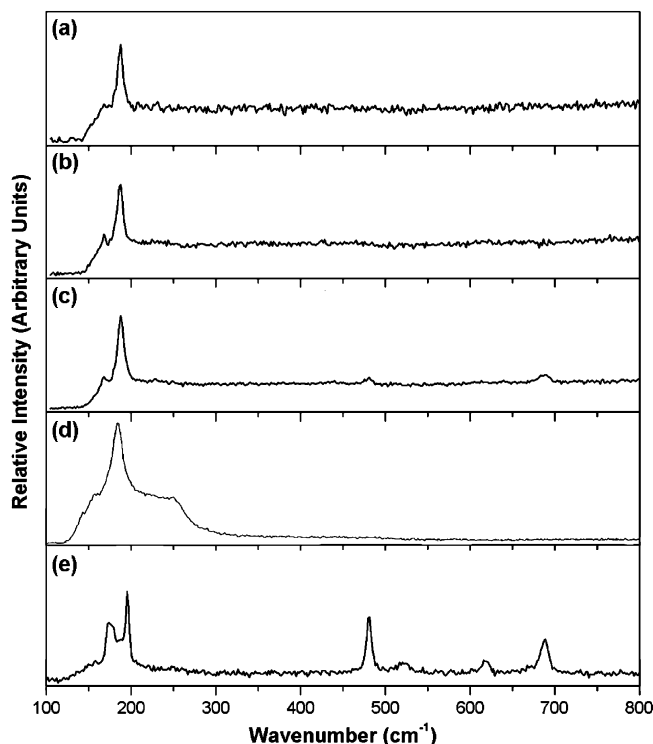 (a)
(b)
(c)
(d)
(e)
Relative Intensity (Arbitrary Units)
100 200 300 400 500 600 700 800
Wavenumber (cm⁻¹)